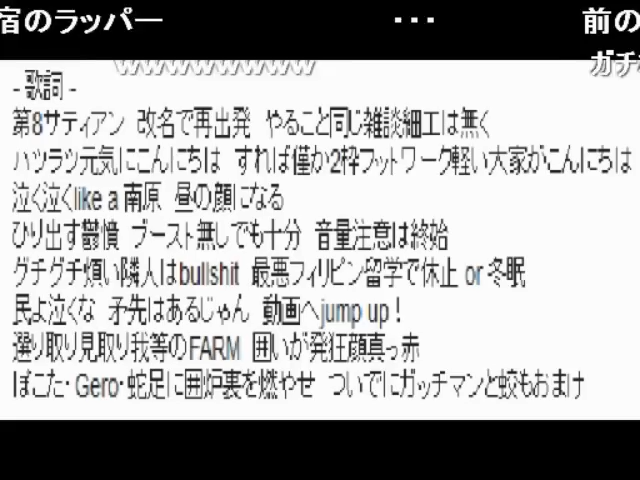 宿のラッパー
・・・
前の
wwwwwwwww
ガチ
- 歌詞 -
第8サティアン 改名で再出発 やること同じ雑談細工は無く
ハツラツ元気にこんにちは すれば僅か2枠フットワーク軽い大家がこんにちは
泣く泣くlike a 南原 昼の顔になる
ひり出す鬱憤 ブースト無しでも十分 音量注意は終始
グチグチ煩い隣人はbullshit 最悪フィリピン留学で休止 or 冬眠
民よ泣くな 矛先はあるじゃん 動画へjump up！
選り取り見取り我等のFARM 囲いが発狂顔真っ赤
ぽこた・Gero・蛇足に囲炉裏を燃やせ ついでにガッチマンと蛟もおまけ